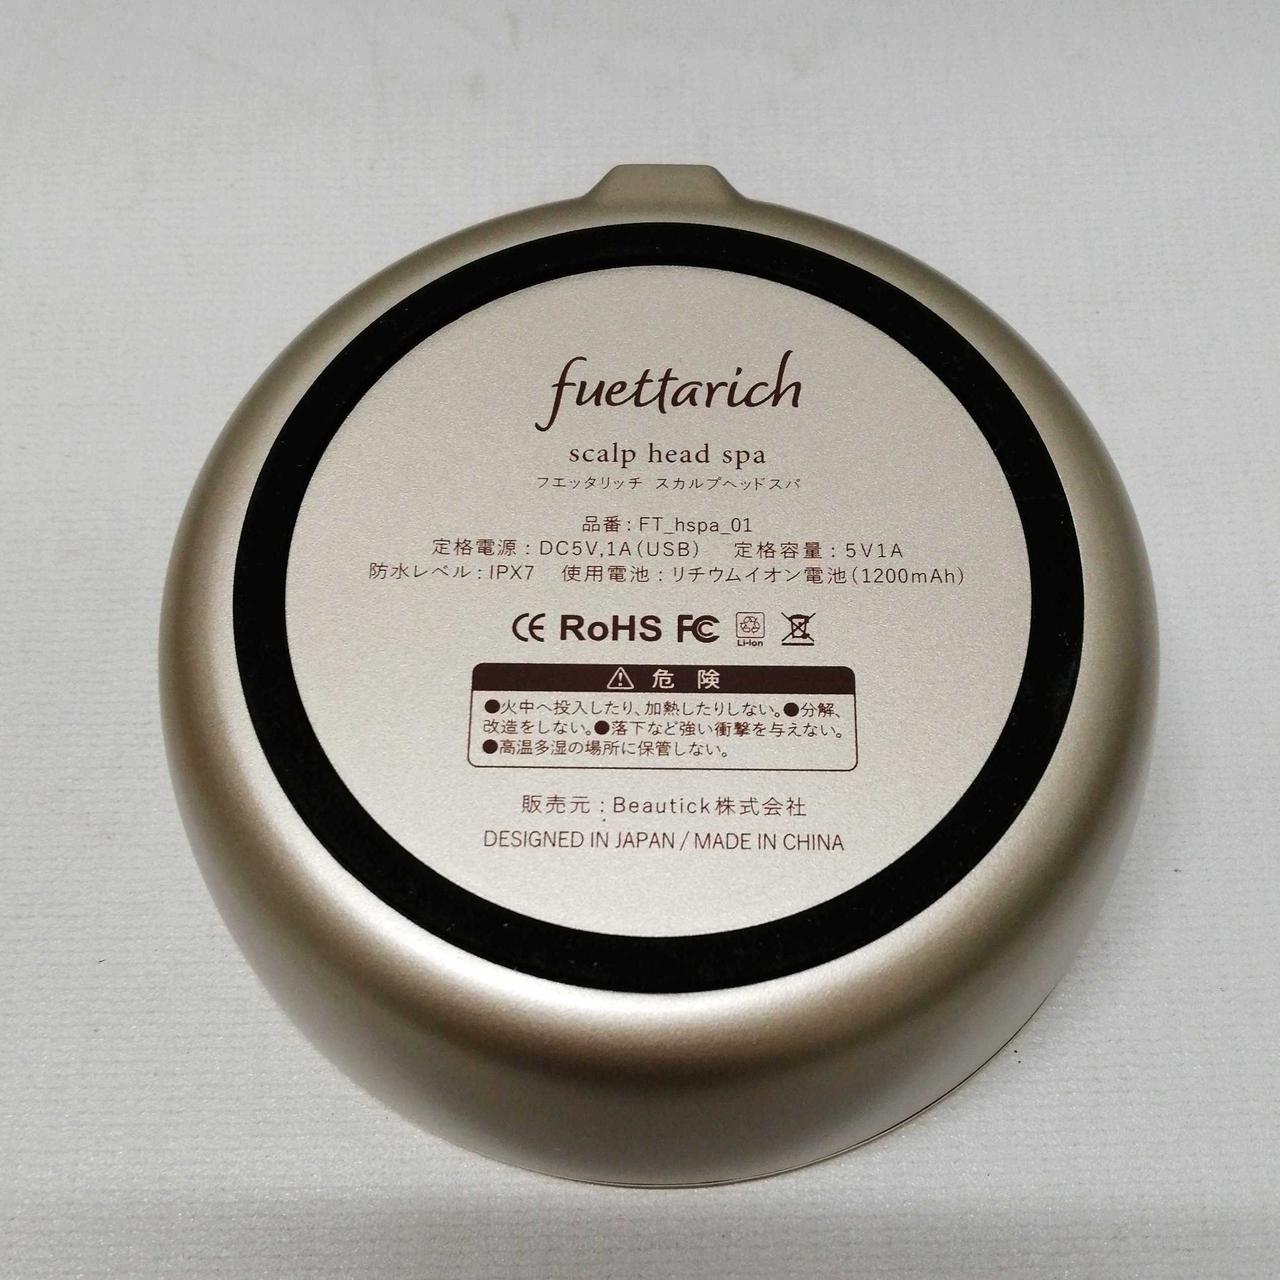 fuettarich
scalp head spa
フエッタリッチ スカルプヘッドスパ
品番：FT_hspa_01
定格電源：DC5V,1A(USB) 定格容量：5V1A
防水レベル：IPX7 使用電池：リチウムイオン電池(1200mAh)
CE RoHS FC Li-Ion
危険
●火中へ投入したり、加熱したりしない。●分解、
改造をしない。●落下など強い衝撃を与えない。
●高温多湿の場所に保管しない。
販売元：Beautick株式会社
DESIGNED IN JAPAN / MADE IN CHINA